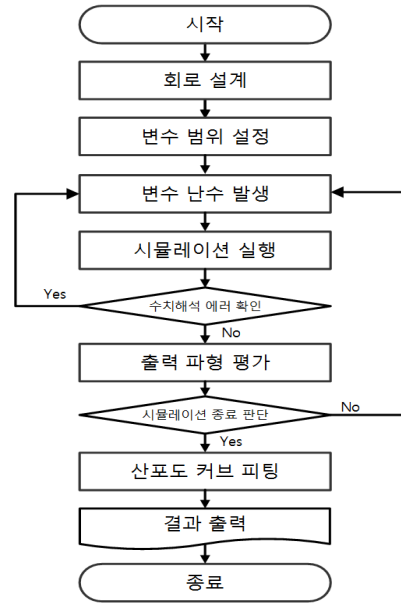 시작
회로 설계
변수 범위 설정
변수 난수 발생
시뮬레이션 실행
Yes
수치해석 에러 확인
No
출력 파형 평가
시뮬레이션 종료 판단
No
Yes
산포도 커브 피팅
결과 출력
종료